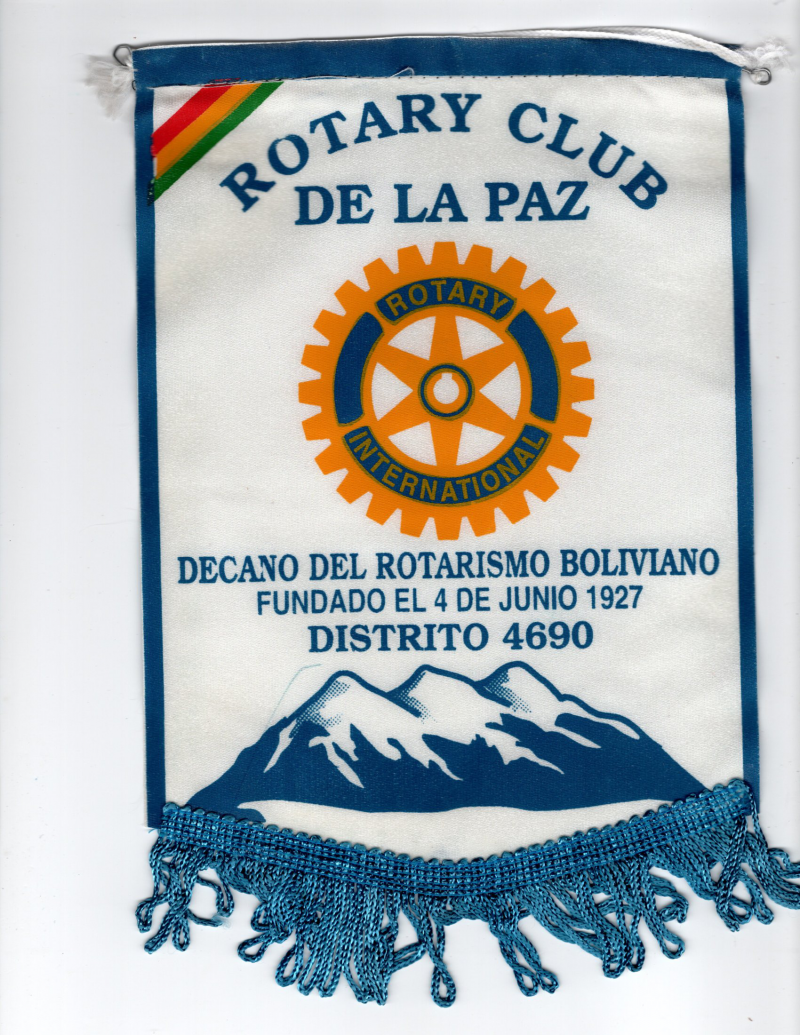 ROTARY CLUB
DE LA PAZ
ROTARY
INTERNATIONAL
DECANO DEL ROTARISMO BOLIVIANO
FUNDADO EL 4 DE JUNIO 1927
DISTRITO 4690